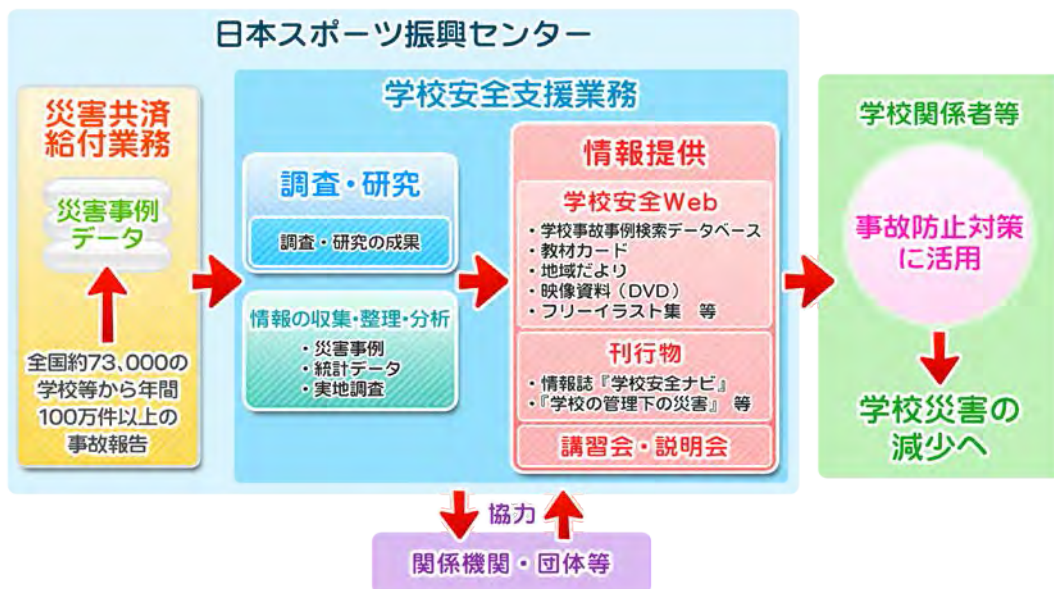 日本スポーツ振興センター
災害共済
給付業務
災害事例
データ
全国約73,000の
学校等から年間
100万件以上の
事故報告
学校安全支援業務
調査・研究
調査・研究の成果
情報の収集・整理・分析
・災害事例
・統計データ
・実地調査
情報提供
学校安全Web
・学校事故事例検索データベース
・教材カード
・地域だより
・映像資料（DVD）
・フリーイラスト集　等
刊行物
・情報誌『学校安全ナビ』
・『学校の管理下の災害』 等
講習会・説明会
学校関係者等
事故防止対策
に活用
学校災害の
減少へ
協力
関係機関・団体等